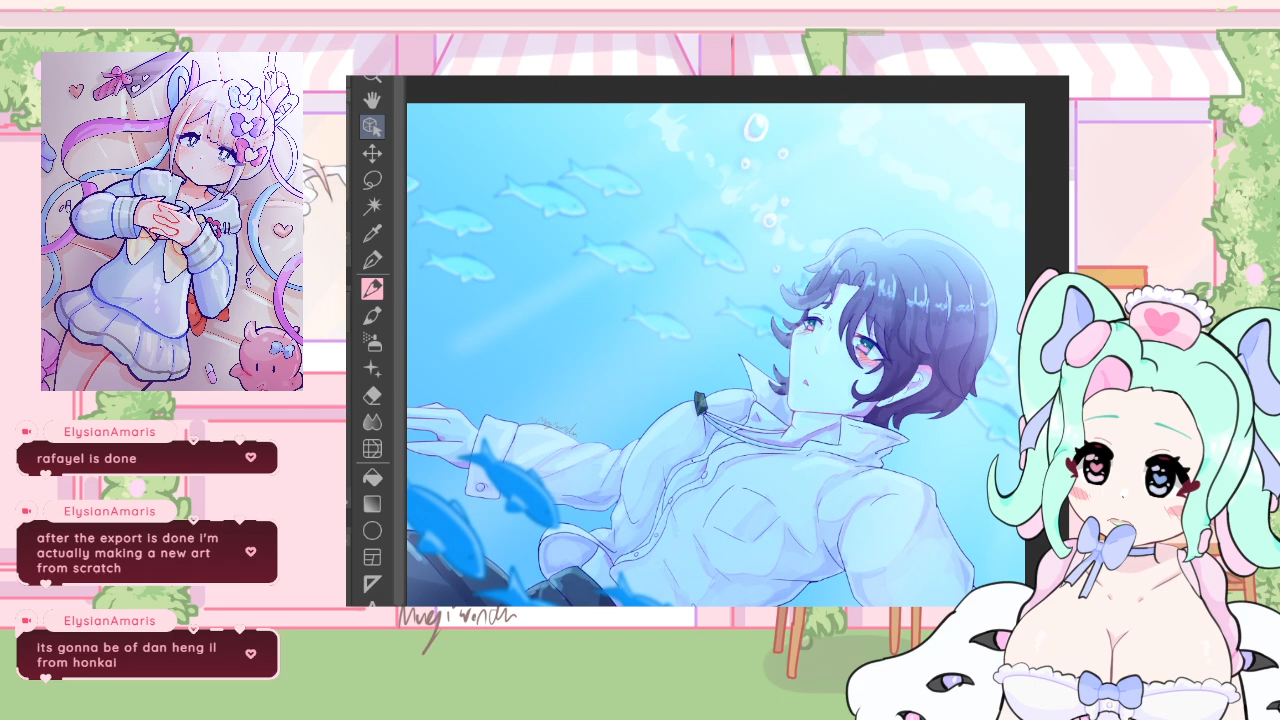 ElysianAmaris
rafayel is done
ElysianAmaris
after the export is done i'm
actually making a new art
from scratch
ElysianAmaris
Its gonna be of dan heng il
from honkai